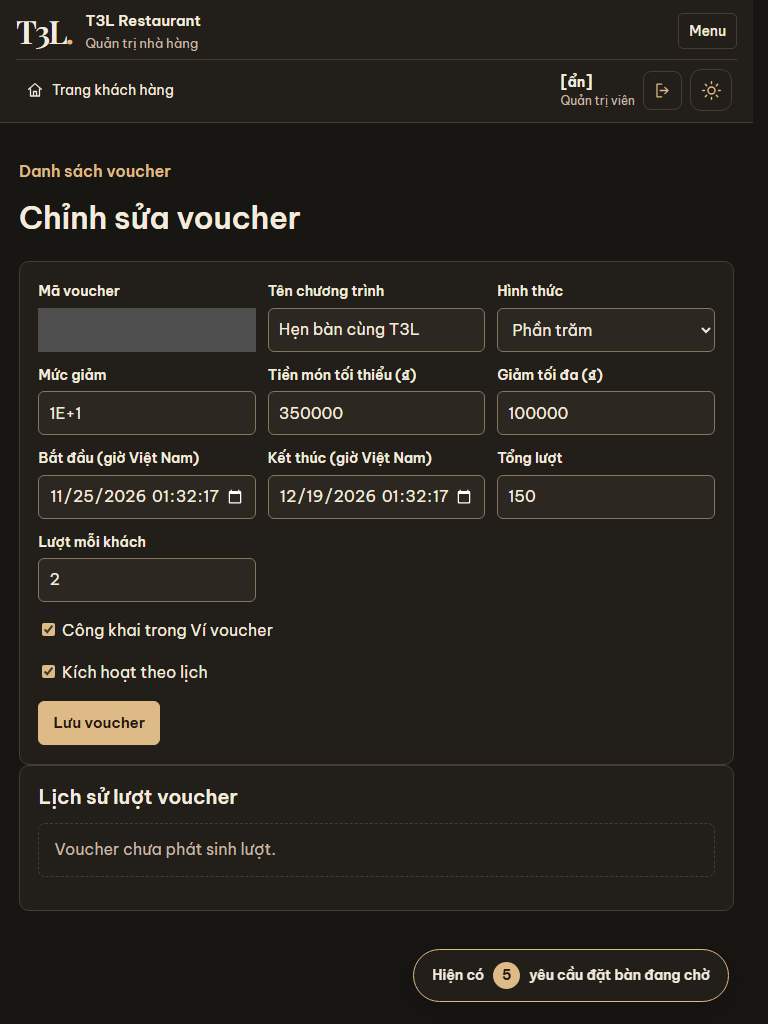 T3L.
T3L Restaurant
Quản trị nhà hàng
Menu
Trang khách hàng
[ẩn]
Quản trị viên
Danh sách voucher
Chỉnh sửa voucher
Mã voucher
Tên chương trình
Hình thức
Hẹn bàn cùng T3L
Phần trăm
Mức giảm
Tiền món tối thiểu (₫)
Giảm tối đa (₫)
1E+1
350000
100000
Bắt đầu (giờ Việt Nam)
Kết thúc (giờ Việt Nam)
Tổng lượt
11/25/2026 01:32:17
12/19/2026 01:32:17
150
Lượt mỗi khách
2
Công khai trong Ví voucher
Kích hoạt theo lịch
Lưu voucher
Lịch sử lượt voucher
Voucher chưa phát sinh lượt.
Hiện có 5 yêu cầu đặt bàn đang chờ